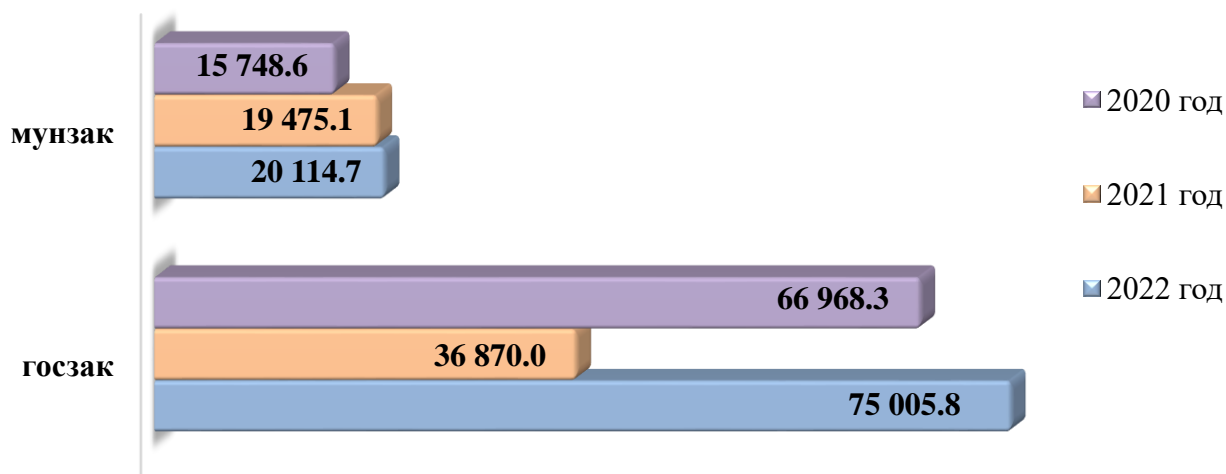 15 748.6
19 475.1
мунзак
20 114.7
66 968.3
36 870.0
госзак
75 005.8
2020 год
2021 год
2022 год